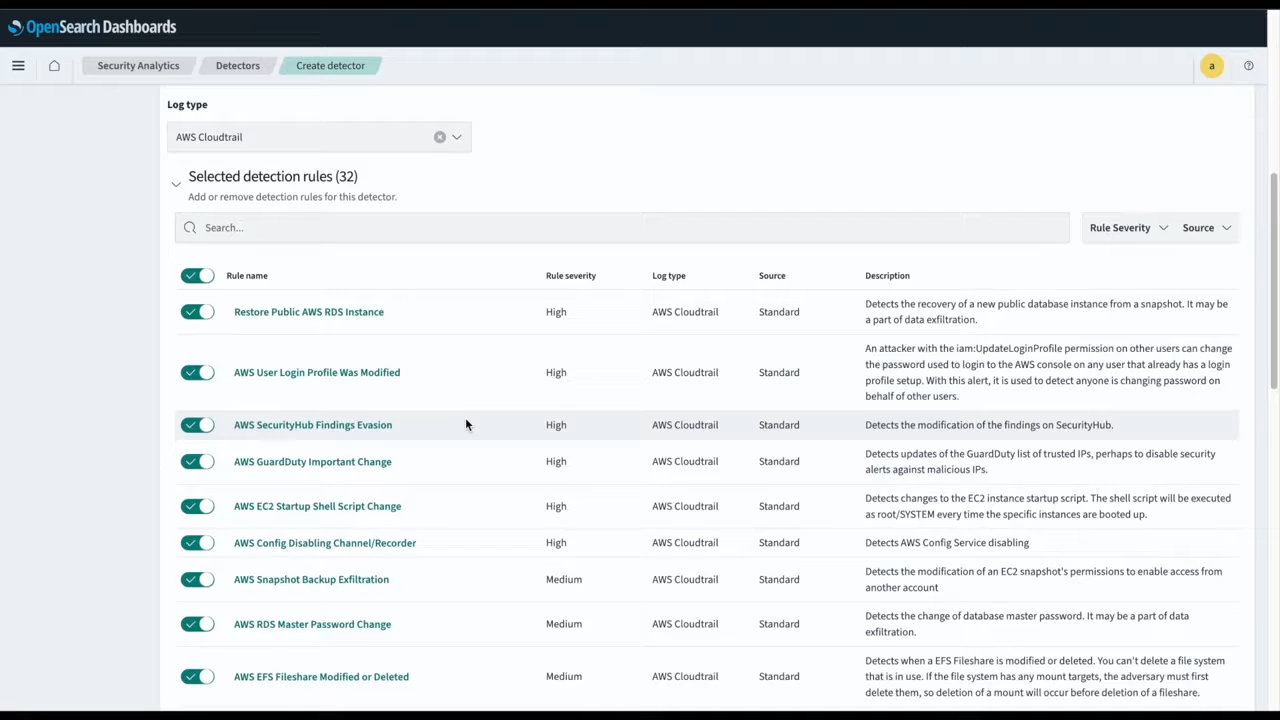 OpenSearch Dashboards
Security Analytics
Detectors
Create detector
a
Log type
AWS Cloudtrail
Selected detection rules (32)
Add or remove detection rules for this detector.
Search...
Rule Severity
Source
Rule name
Rule severity
Log type
Source
Description
Restore Public AWS RDS Instance
High
AWS Cloudtrail
Standard
Detects the recovery of a new public database instance from a snapshot. It may be
a part of data exfiltration.
AWS User Login Profile Was Modified
High
AWS Cloudtrail
Standard
An attacker with the iam:UpdateLoginProfile permission on other users can change
the password used to login to the AWS console on any user that already has a login
profile setup. With this alert, it is used to detect anyone is changing password on
behalf of other users.
AWS SecurityHub Findings Evasion
High
AWS Cloudtrail
Standard
Detects the modification of the findings on SecurityHub.
AWS GuardDuty Important Change
High
AWS Cloudtrail
Standard
Detects updates of the GuardDuty list of trusted IPs, perhaps to disable security
alerts against malicious IPs.
AWS EC2 Startup Shell Script Change
High
AWS Cloudtrail
Standard
Detects changes to the EC2 instance startup script. The shell script will be executed
as root/SYSTEM every time the specific instances are booted up.
AWS Config Disabling Channel/Recorder
High
AWS Cloudtrail
Standard
Detects AWS Config Service disabling
AWS Snapshot Backup Exfiltration
Medium
AWS Cloudtrail
Standard
Detects the modification of an EC2 snapshot's permissions to enable access from
another account
AWS RDS Master Password Change
Medium
AWS Cloudtrail
Standard
Detects the change of database master password. It may be a part of data
exfiltration.
AWS EFS Fileshare Modified or Deleted
Medium
AWS Cloudtrail
Standard
Detects when a EFS Fileshare is modified or deleted. You can't delete a file system
that is in use. If the file system has any mount targets, the adversary must first
delete them, so deletion of a mount will occur before deletion of a fileshare.